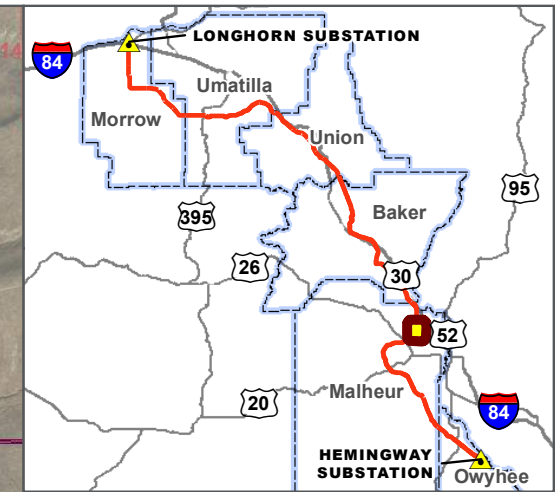 LONGHORN SUBSTATION
84
Umatilla
Morrow
Union
95
Baker
395
26
30
52
Malheur
20
84
HEMINGWAY
SUBSTATION
Owyhee